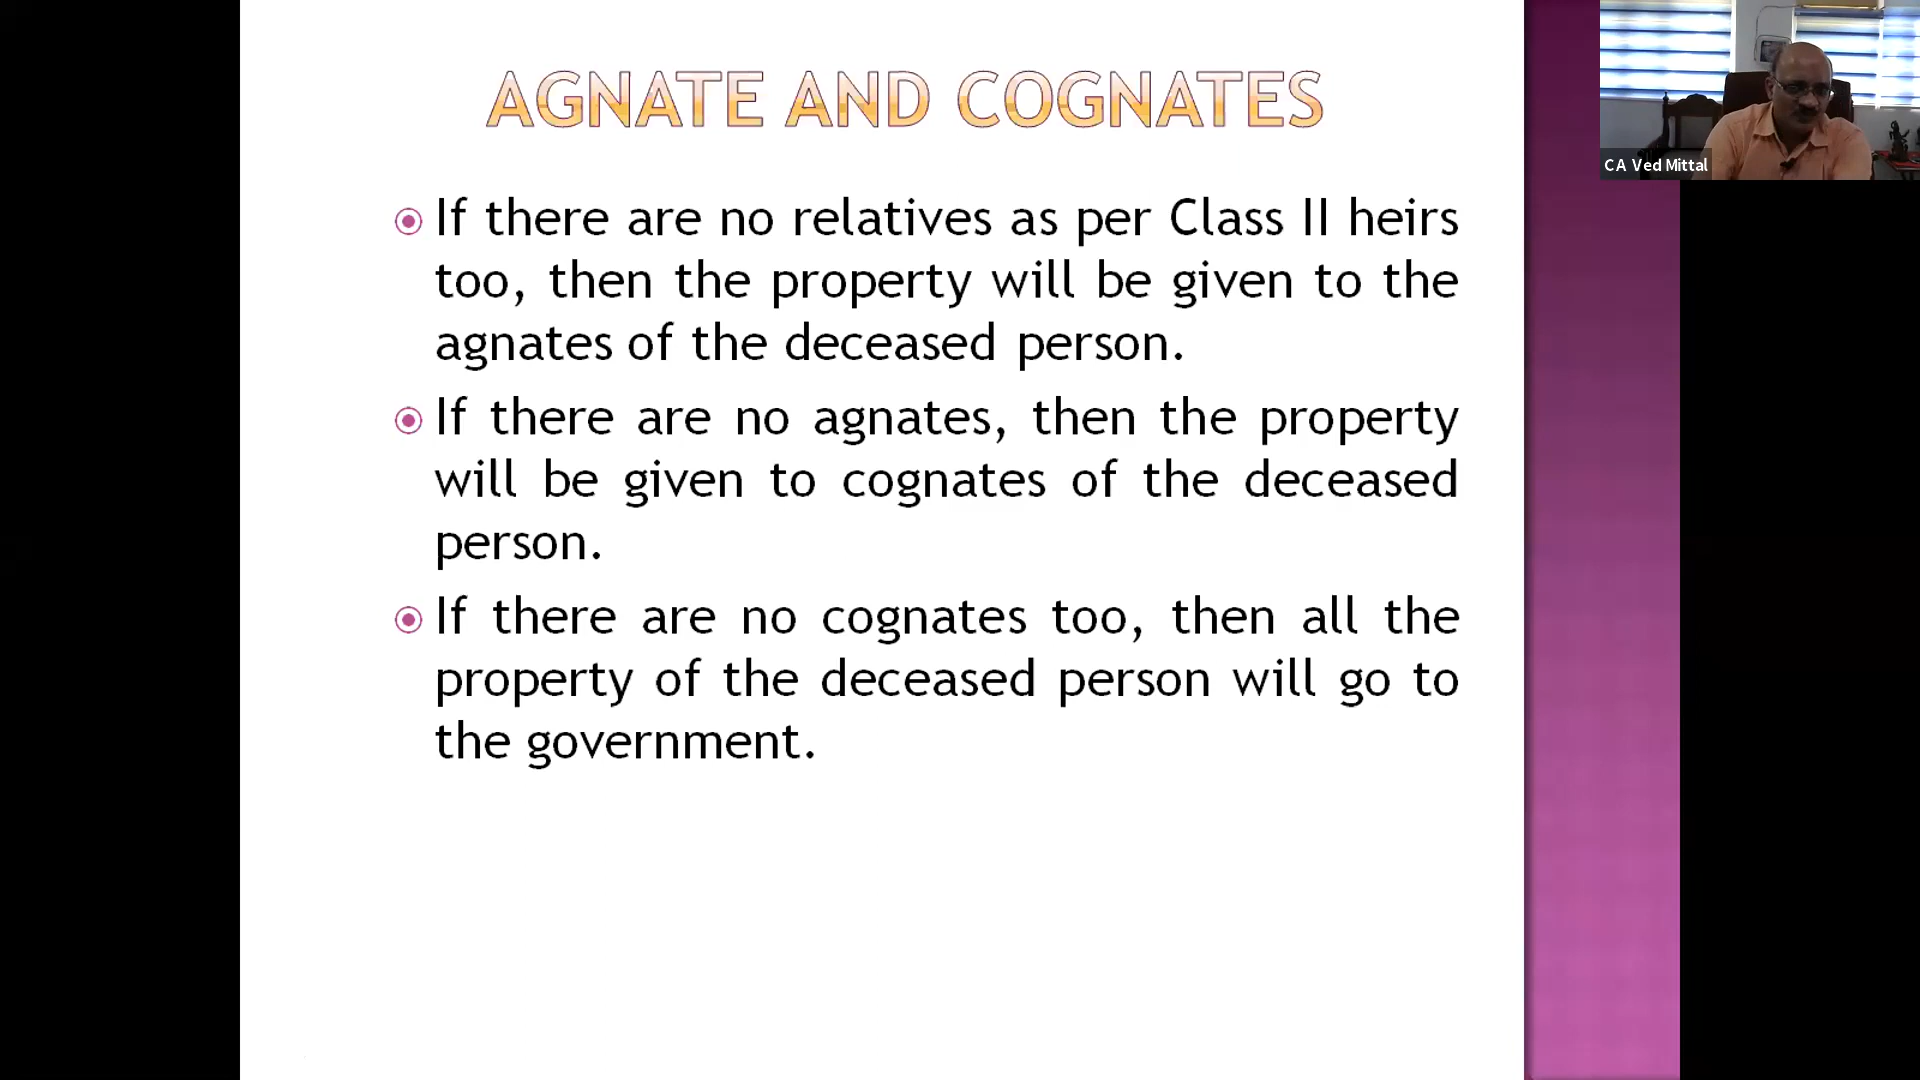 AGNATE AND COGNATES
CA Ved Mittal
If there are no relatives as per Class II heirs
too, then the property will be given to the
agnates of the deceased person.
If there are no agnates, then the property
will be given to cognates of the deceased
person.
If there are no cognates too, then all the
property of the deceased person will go to
the government.